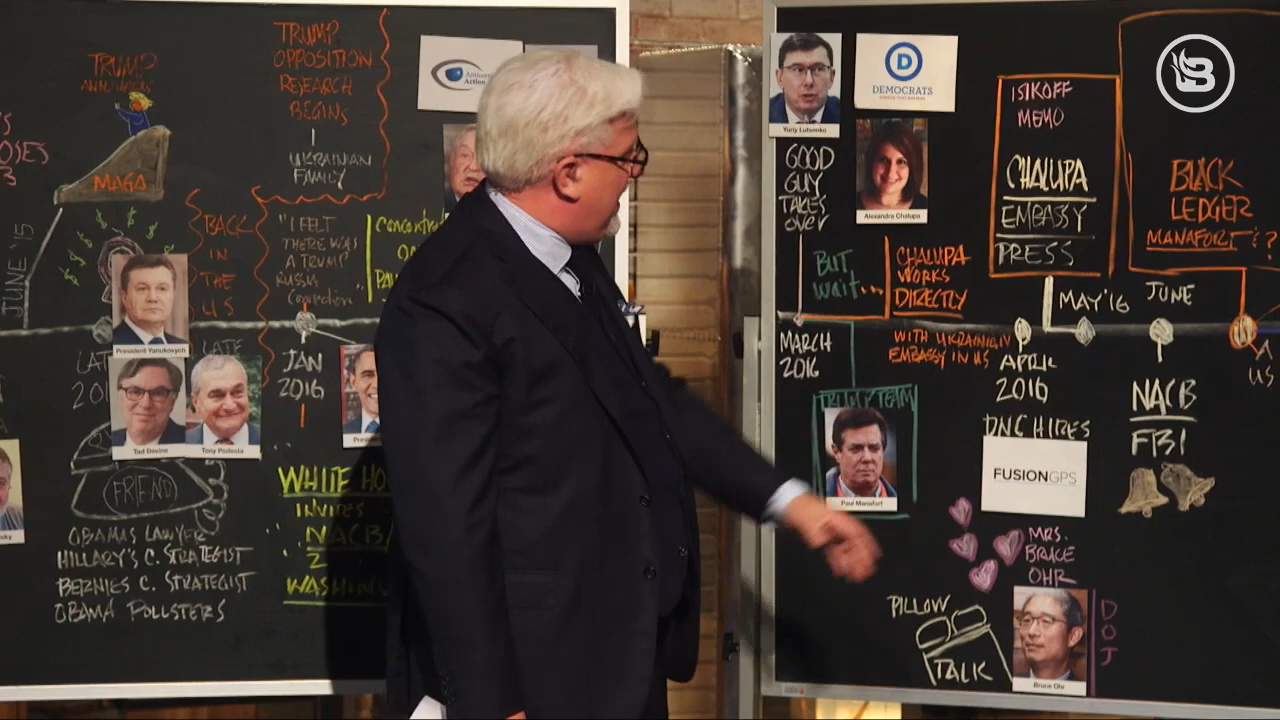 TRUMP
ANNOUNCES
MAGA
JUNE '15
TRUMP
OPPOSITION
RESEARCH
BEGINS
UKRAINIAN
FAMILY
BACK
IN
THE
US
"I FELT
THERE WAS
A TRUMP
RUSSIA
CONNECTION"
Action
President Yanukovych
LATE
Tad Devine
Tony Podesta
(FRIEND)
OBAMAS LAWYER
HILLARY'S C. STRATEGIST
BERNIES C. STRATEGIST
OBAMA POLLSTERS
JAN
2016
WHITE HO
INVITES
NACB/
WASHIN
Yuriy Lutsenko
D
DEMOCRATS
Alexandra Chalupa
GOOD
GUY
TAKES
OVER
BUT
WAIT...
CHALUPA
WORKS
DIRECTLY
WITH UKRAINIAN
EMBASSY IN US
MARCH
2016
TRUMP TEAM
Paul Manafort
ISIKOFF
MEMO
CHALUPA
EMBASSY
PRESS
MAY '16
APRIL
2016
DNC HIRES
FUSION GPS
MRS.
BRUCE
OHR
PILLOW
TALK
Bruce Ohr
DOJ
JUNE
NACB
FBI
BLACK
LEDGER
MANAFORT $?
A
US
B